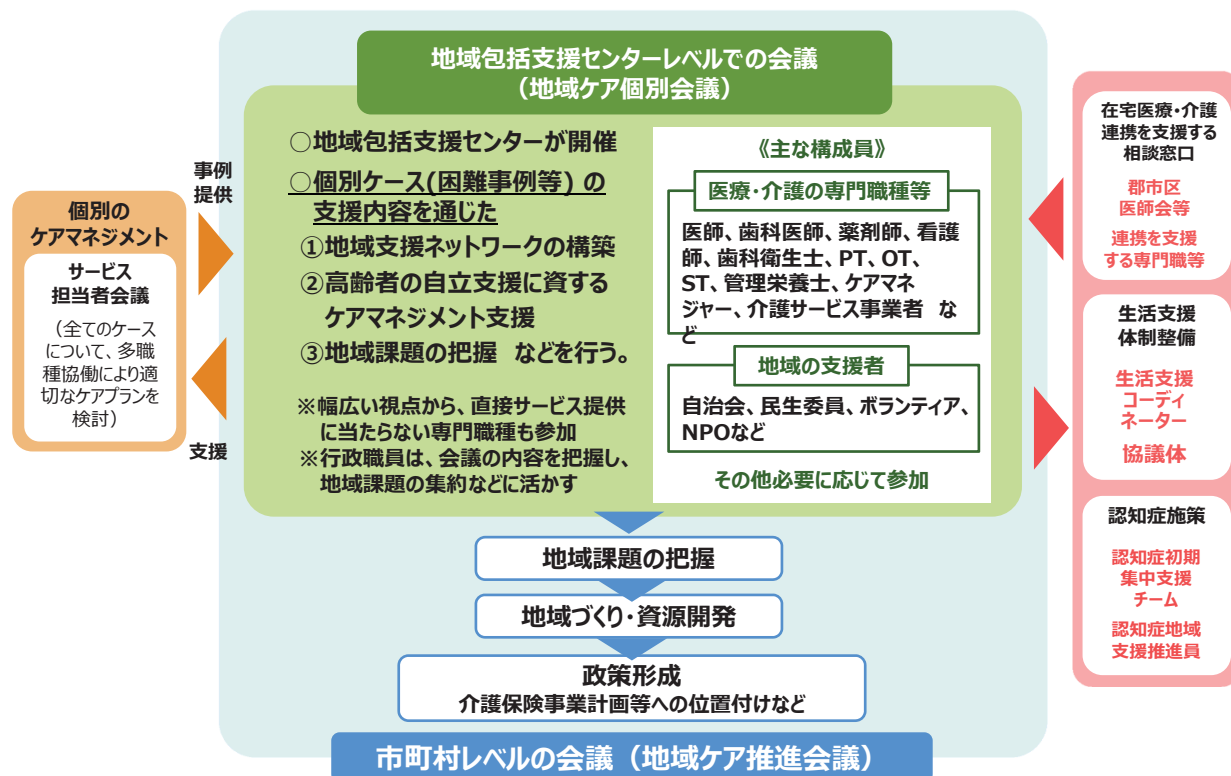 地域包括支援センターレベルでの会議
（地域ケア個別会議）
事例
提供
個別の
ケアマネジメント
サービス
担当者会議
（全てのケース
について、多職
種協働により適
切なケアプランを
検討）
支援
○地域包括支援センターが開催
○個別ケース(困難事例等) の
支援内容を通じた
①地域支援ネットワークの構築
②高齢者の自立支援に資する
ケアマネジメント支援
③地域課題の把握 などを行う。
※幅広い視点から、直接サービス提供
に当たらない専門職種も参加
※行政職員は、会議の内容を把握し、
地域課題の集約などに活かす
《主な構成員》
医療・介護の専門職種等
医師、歯科医師、薬剤師、看護
師、歯科衛生士、PT、OT、
ST、管理栄養士、ケアマネ
ジャー、介護サービス事業者 な
ど
地域の支援者
自治会、民生委員、ボランティア、
NPOなど
その他必要に応じて参加
在宅医療・介護
連携を支援する
相談窓口
郡市区
医師会等
連携を支援
する専門職等
生活支援
体制整備
生活支援
コーディ
ネーター
協議体
認知症施策
認知症初期
集中支援
チーム
認知症地域
支援推進員
地域課題の把握
地域づくり・資源開発
政策形成
介護保険事業計画等への位置付けなど
市町村レベルの会議（地域ケア推進会議）